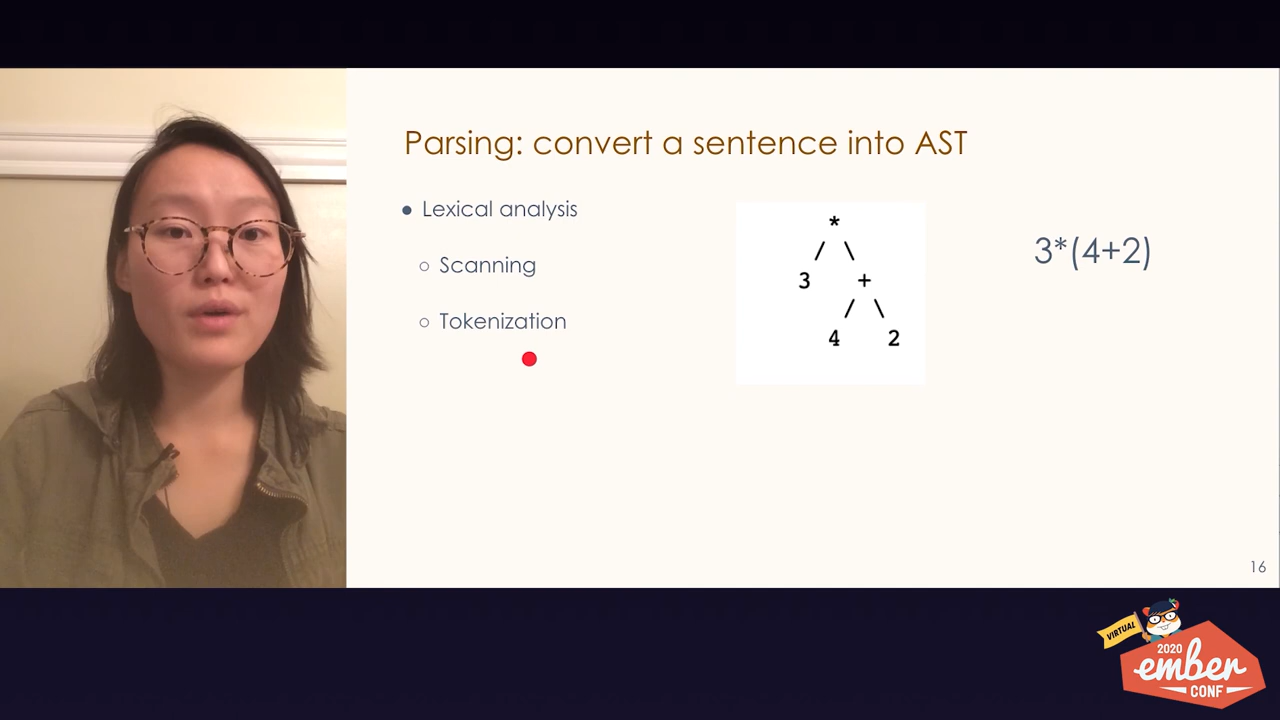 Parsing: convert a sentence into AST
● Lexical analysis
○ Scanning
○ Tokenization
*
/ \
3 +
/ \
4 2
3*(4+2)
16
VIRTUAL
2020
ember
CONF